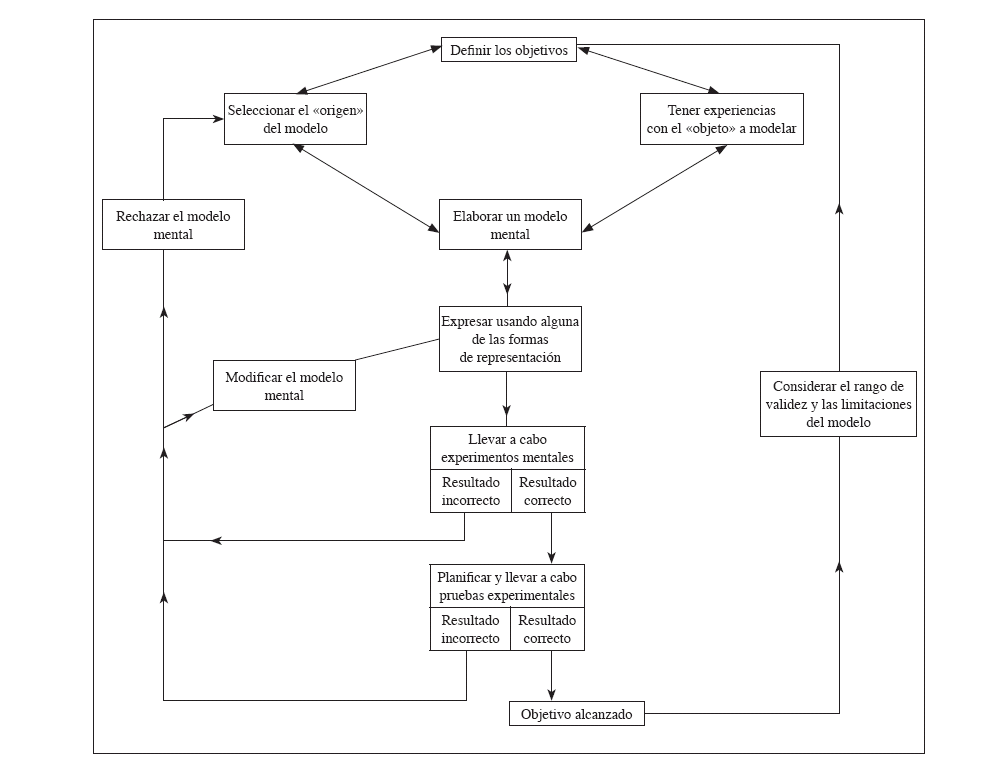 Definir los objetivos
Seleccionar el «origen»
del modelo
Tener experiencias
con el «objeto» a modelar
Rechazar el modelo
mental
Elaborar un modelo
mental
Expresar usando alguna
de las formas
de representación
Modificar el modelo
mental
Considerar el rango de
validez y las limitaciones
del modelo
Llevar a cabo
experimentos mentales
Resultado
incorrecto
Resultado
correcto
Planificar y llevar a cabo
pruebas experimentales
Resultado
incorrecto
Resultado
correcto
Objetivo alcanzado